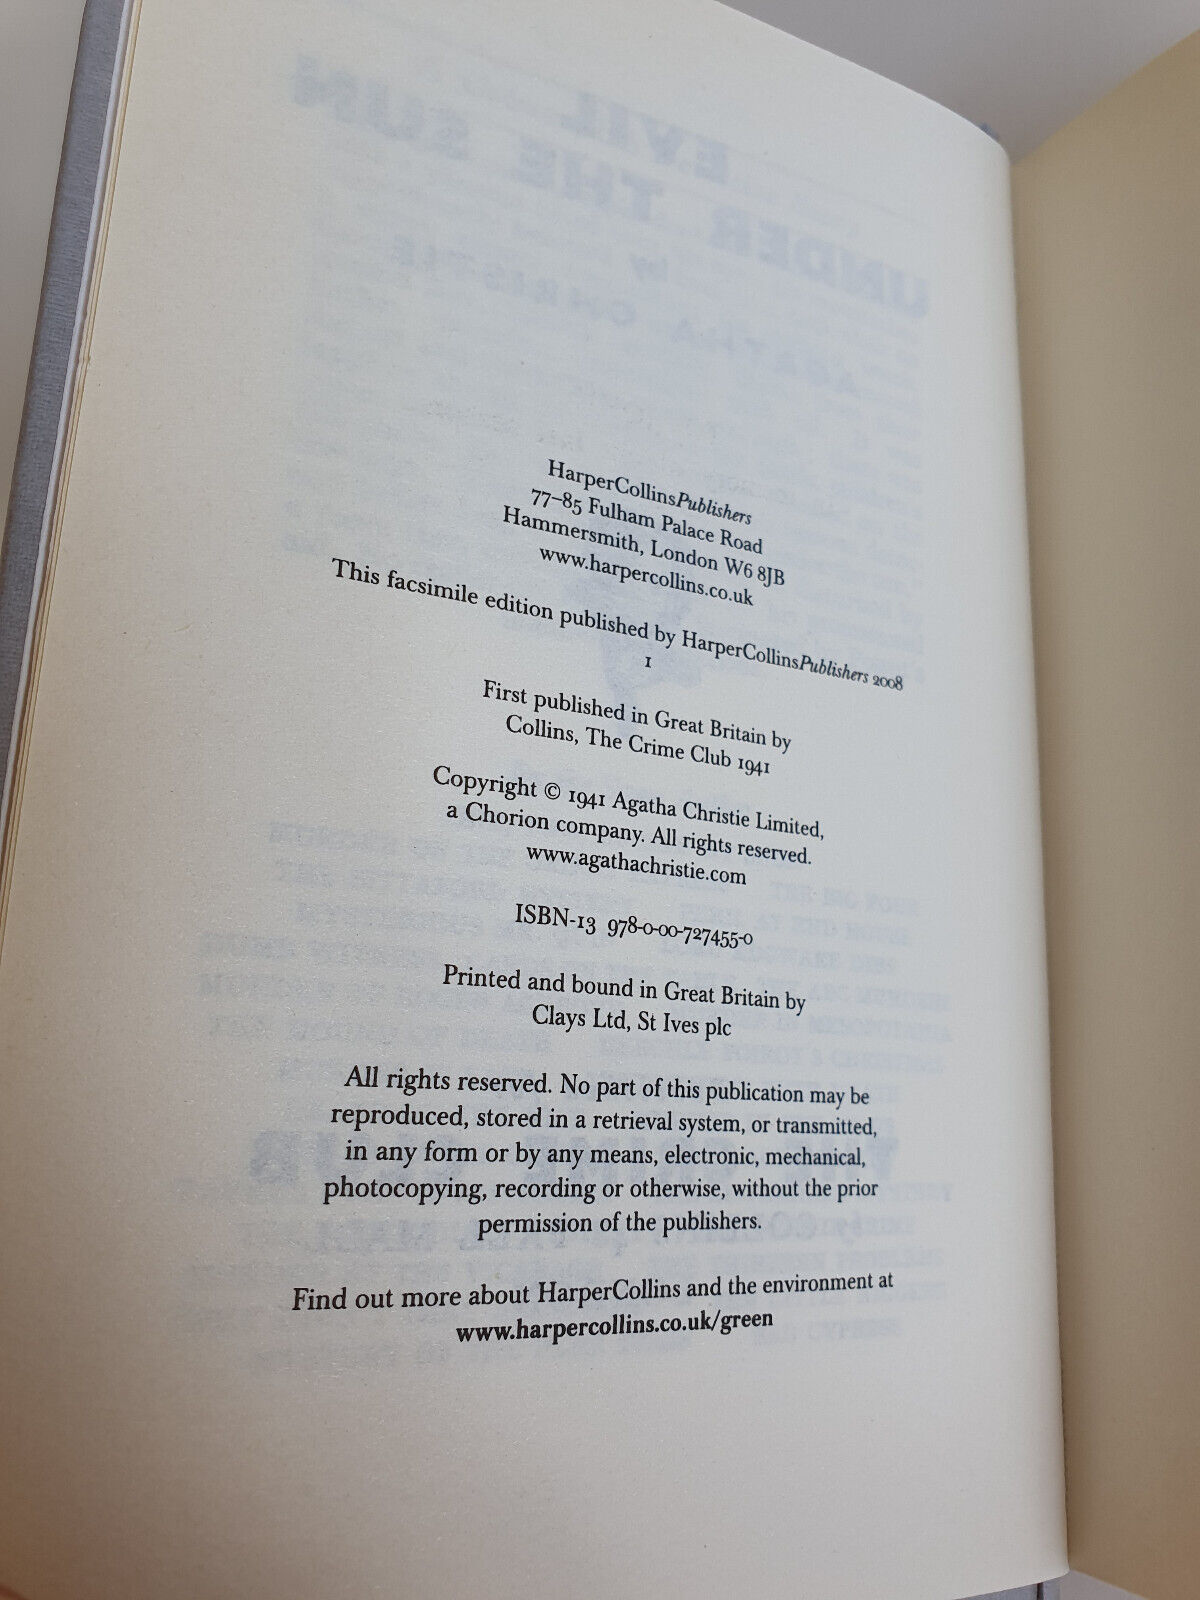 HarperCollinsPublishers
77–85 Fulham Palace Road
Hammersmith, London W6 8JB
www.harpercollins.co.uk
This facsimile edition published by HarperCollinsPublishers 2008
1
First published in Great Britain by
Collins, The Crime Club 1941
Copyright © 1941 Agatha Christie Limited,
a Chorion company. All rights reserved.
www.agathachristie.com
ISBN-13 978-0-00-727455-0
Printed and bound in Great Britain by
Clays Ltd, St Ives plc
All rights reserved. No part of this publication may be
reproduced, stored in a retrieval system, or transmitted,
in any form or by any means, electronic, mechanical,
photocopying, recording or otherwise, without the prior
permission of the publishers.
Find out more about HarperCollins and the environment at
www.harpercollins.co.uk/green